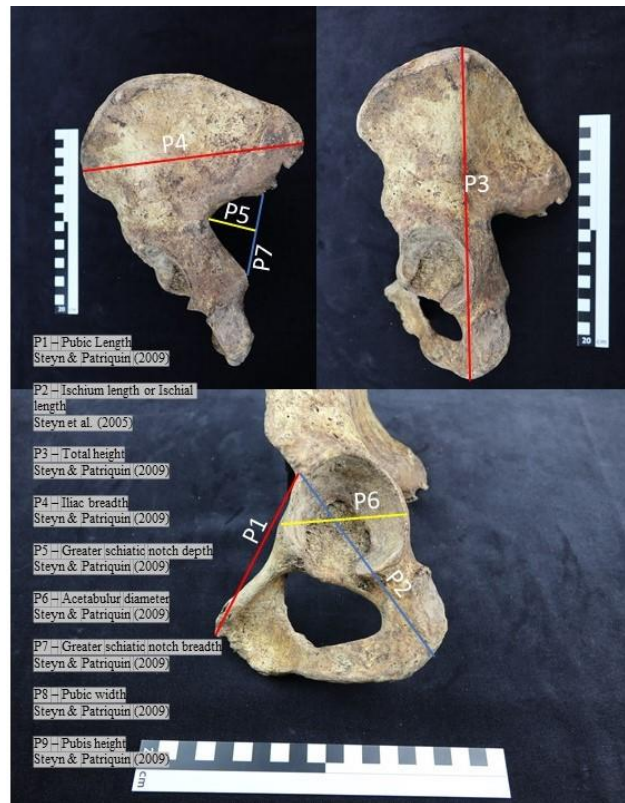 P4
P5
P7
P3
20
cm
P1 – Pubic Length
Steyn & Patriquin (2009)
P2 – Ischium length or Ischial
length
Steyn et al. (2005)
P3 – Total height
Steyn & Patriquin (2009)
P4 – Iliac breadth
Steyn & Patriquin (2009)
P5 – Greater schiatic notch depth
Steyn & Patriquin (2009)
P6 – Acetabulur diameter
Steyn & Patriquin (2009)
P7 – Greater schiatic notch breadth
Steyn & Patriquin (2009)
P8 – Pubic width
Steyn & Patriquin (2009)
P9 – Pubis height
Steyn & Patriquin (2009)
P1
P6
P2
cm